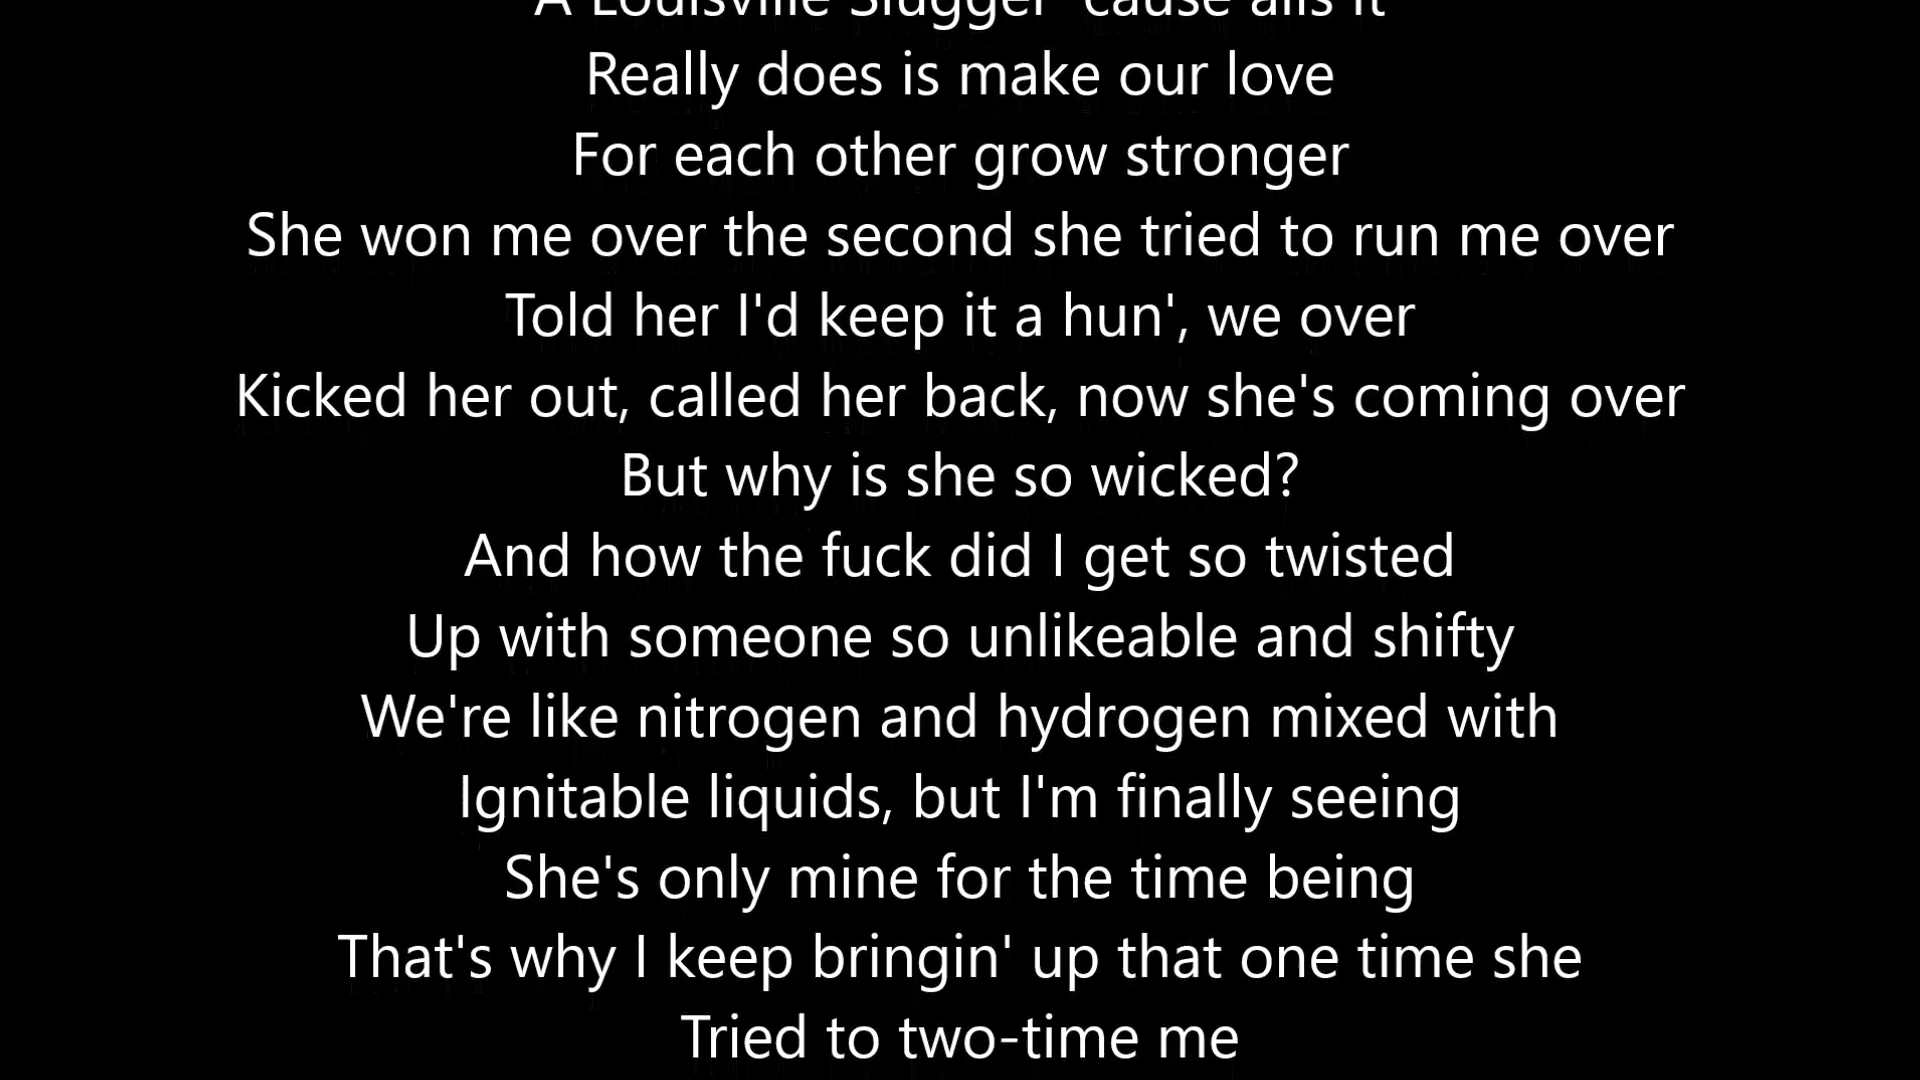 A Louisville Slugger 'cause alls it
Really does is make our love
For each other grow stronger
She won me over the second she tried to run me over
Told her I'd keep it a hun', we over
Kicked her out, called her back, now she's coming over
But why is she so wicked?
And how the fuck did I get so twisted
Up with someone so unlikeable and shifty
We're like nitrogen and hydrogen mixed with
Ignitable liquids, but I'm finally seeing
She's only mine for the time being
That's why I keep bringin' up that one time she
Tried to two-time me